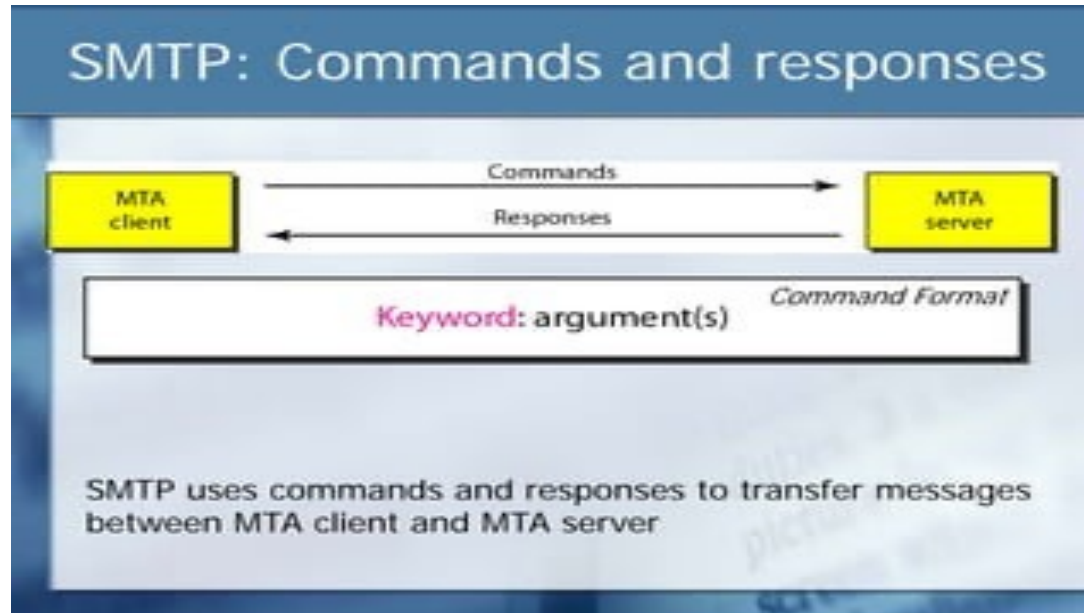 SMTP: Commands and responses
MTA
client
Commands
Responses
MTA
server
Command Format
Keyword: argument(s)
SMTP uses commands and responses to transfer messages
between MTA client and MTA server